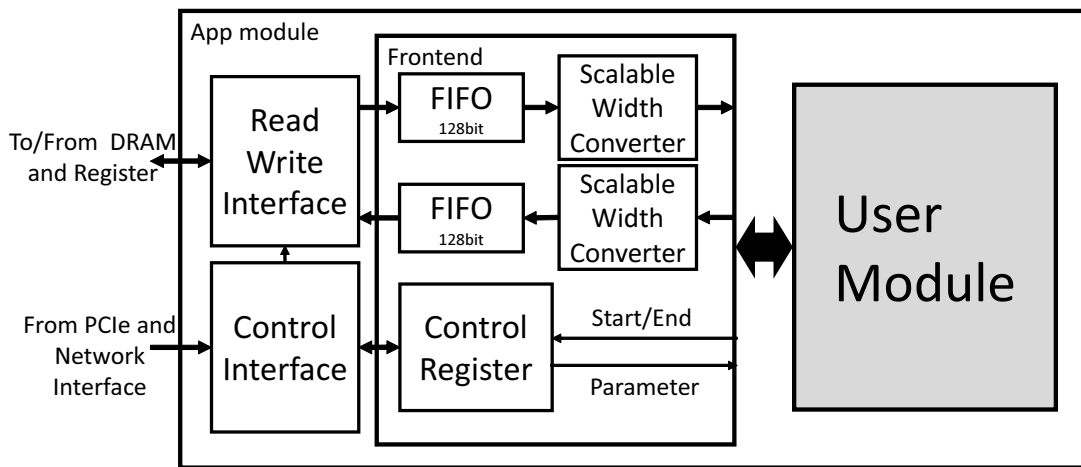 App module
Frontend
Read
Write
Interface
FIFO
128bit
Scalable
Width
Converter
To/From DRAM
and Register
FIFO
128bit
Scalable
Width
Converter
User
Module
From PCIe and
Network
Interface
Control
Interface
Control
Register
Start/End
Parameter